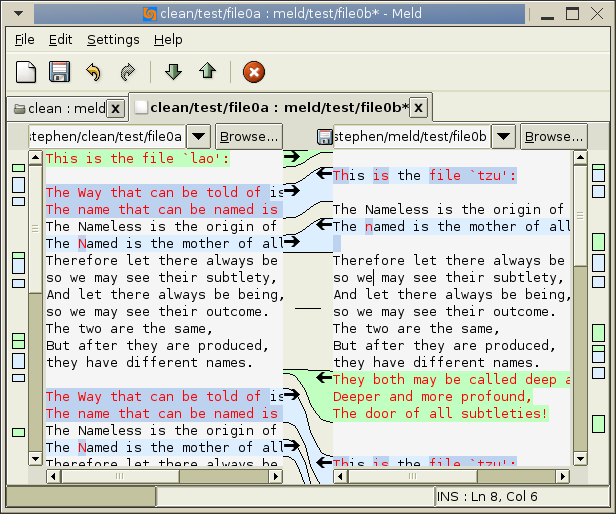 clean/test/file0a : meld/test/file0b* - Meld
File Edit Settings Help
clean : meld
clean/test/file0a : meld/test/file0b*
stephen/clean/test/file0a Browse...
stephen/meld/test/file0b Browse...
This is the file `lao':
The Way that can be told of is
The name that can be named is
The Nameless is the origin of
The Named is the mother of all
Therefore let there always be
so we may see their subtlety,
And let there always be being,
so we may see their outcome.
The two are the same,
But after they are produced,
they have different names.
The Way that can be told of is
The name that can be named is
The Nameless is the origin of
The Named is the mother of all
Therefore let there always be
This is the file `tzu':
The Nameless is the origin of
The named is the mother of all
Therefore let there always be
so we may see their subtlety,
And let there always be being,
so we may see their outcome.
The two are the same,
But after they are produced,
they have different names.
They both may be called deep a
Deeper and more profound,
The door of all subtleties!
This is the file `tzu':
INS : Ln 8, Col 6